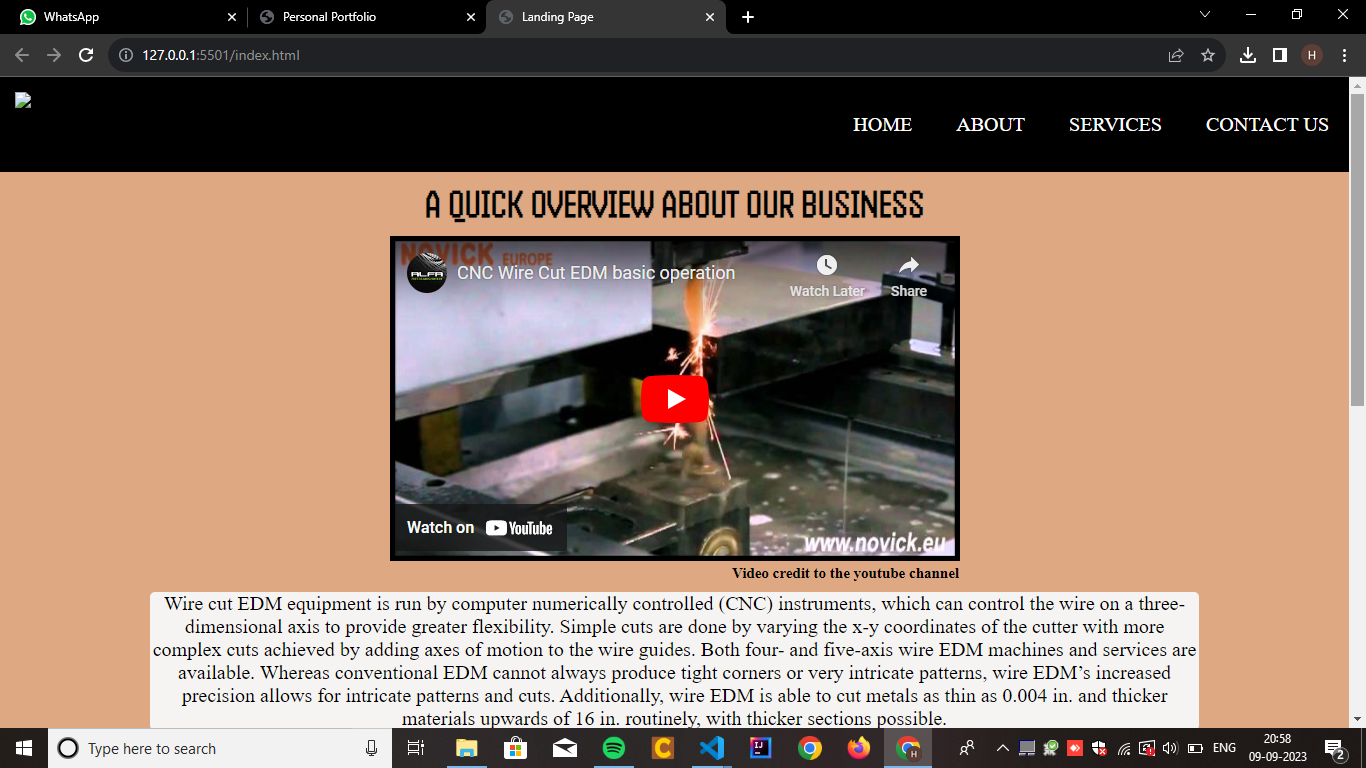 WhatsApp
Personal Portfolio
Landing Page
127.0.0.1:5501/index.html
H
HOME
ABOUT
SERVICES
CONTACT US
A QUICK OVERVIEW ABOUT OUR BUSINESS
NOVICK EUROPE
ALFA
CNC Wire Cut EDM basic operation
Watch Later
Share
Watch on YouTube
www.novick.eu
Video credit to the youtube channel
Wire cut EDM equipment is run by computer numerically controlled (CNC) instruments, which can control the wire on a three-
dimensional axis to provide greater flexibility. Simple cuts are done by varying the x-y coordinates of the cutter with more
complex cuts achieved by adding axes of motion to the wire guides. Both four- and five-axis wire EDM machines and services are
available. Whereas conventional EDM cannot always produce tight corners or very intricate patterns, wire EDM’s increased
precision allows for intricate patterns and cuts. Additionally, wire EDM is able to cut metals as thin as 0.004 in. and thicker
materials upwards of 16 in. routinely, with thicker sections possible.
Type here to search
ENG
20:58
09-09-2023
2